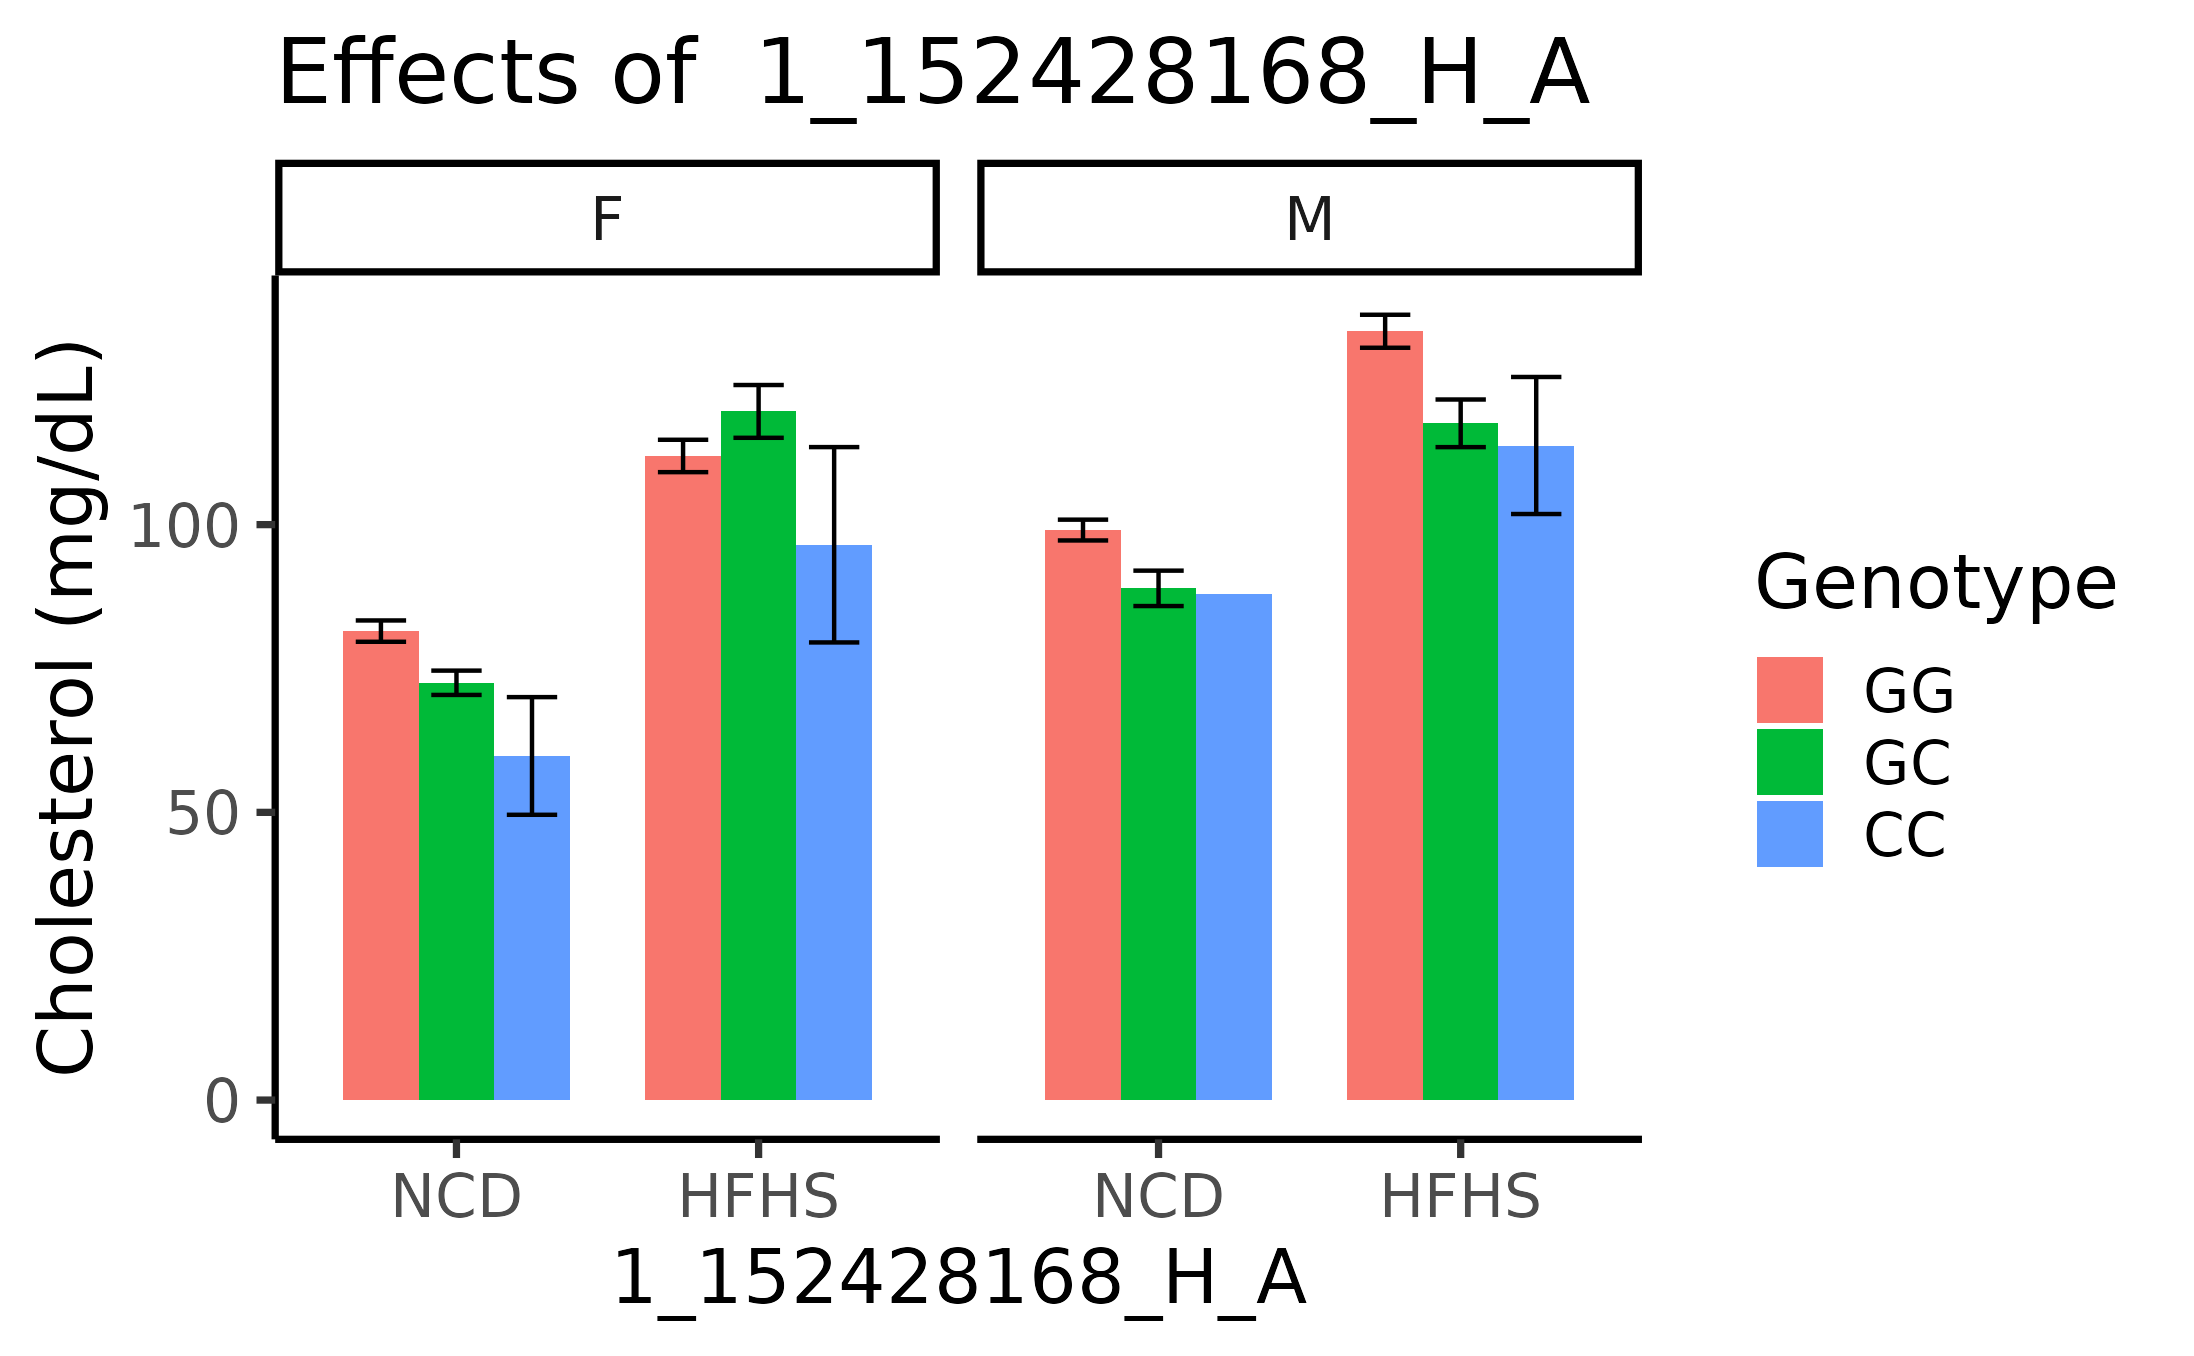 Effects of  1_152428168_H_A
F
M
Cholesterol (mg/dL)
100
50
0
NCD
HFHS
NCD
HFHS
1_152428168_H_A
Genotype
GG
GC
CC